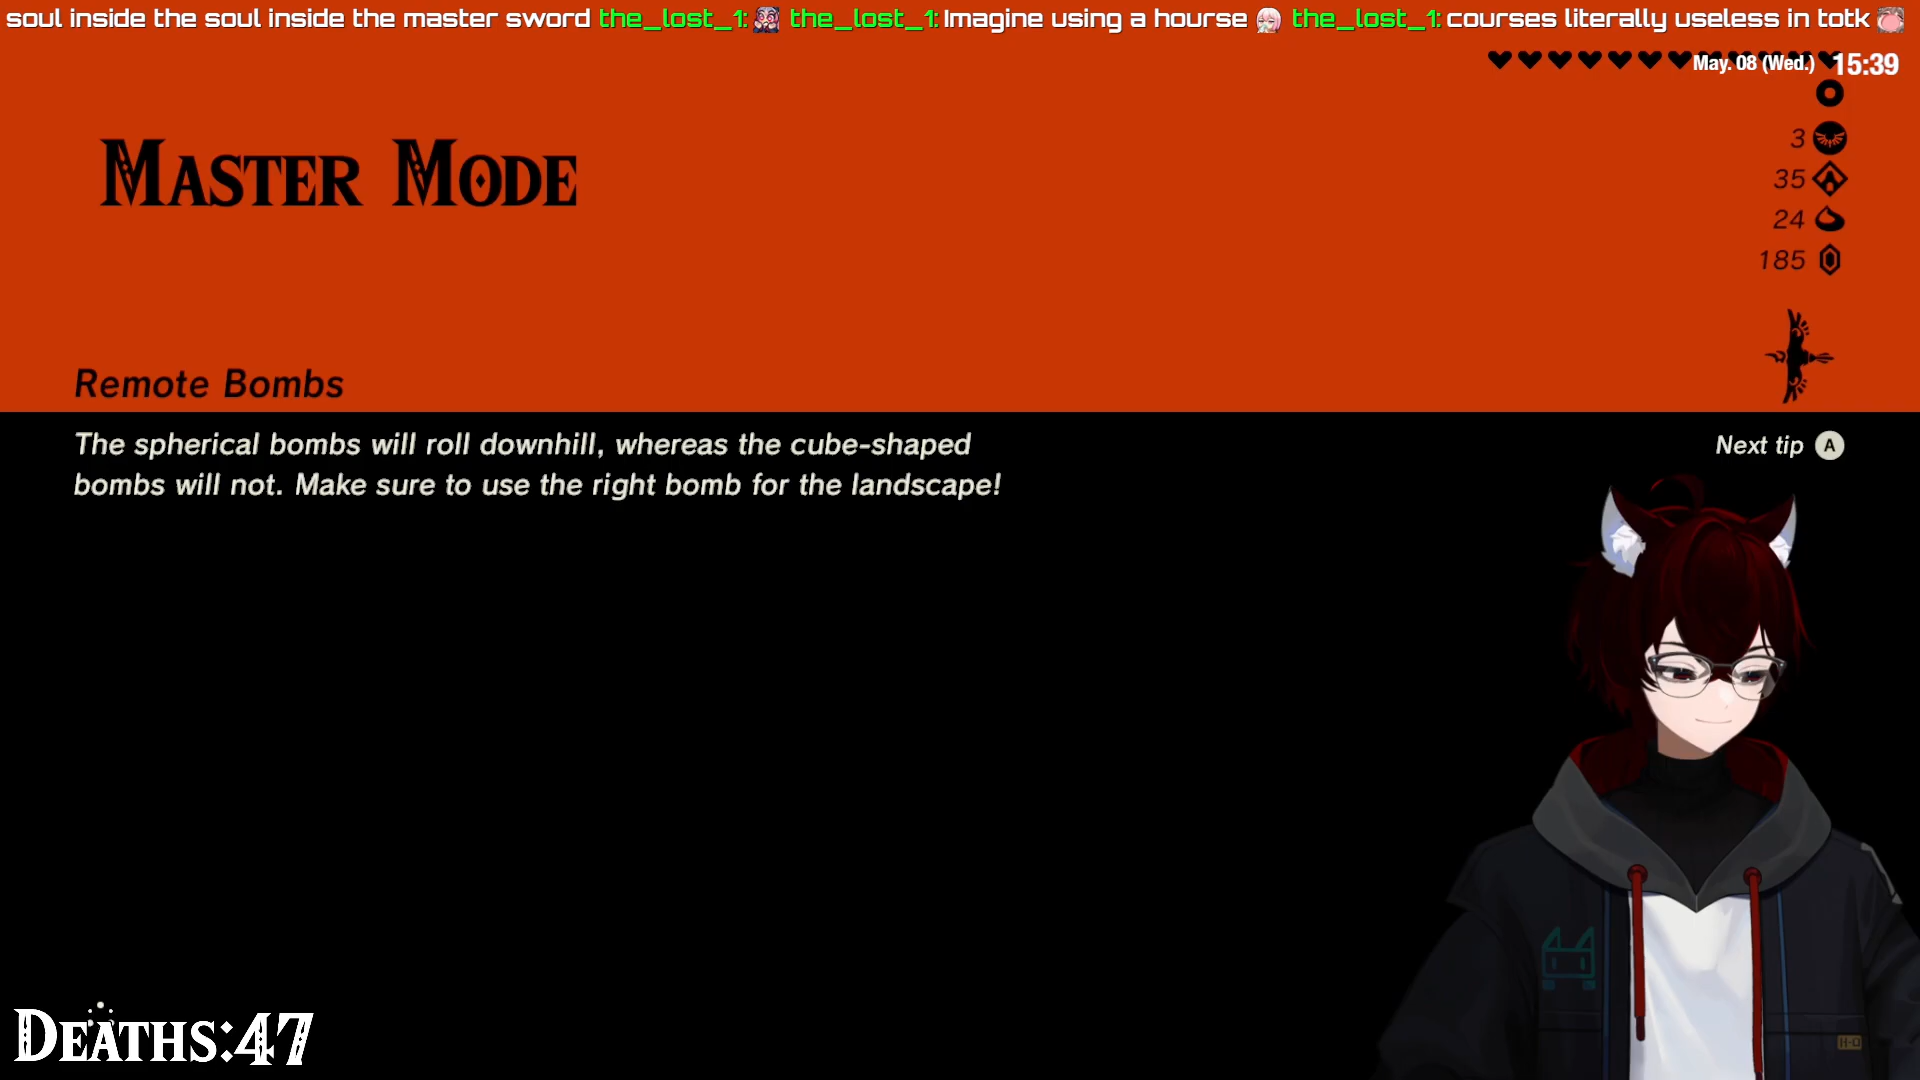 soul inside the soul inside the master sword the_lost_1: the_lost_1: Imagine using a hourse the_lost_1: courses literally useless in totk
May. 08 (Wed.) 15:39
Master Mode
3
35
24
185
Remote Bombs
The spherical bombs will roll downhill, whereas the cube-shaped
bombs will not. Make sure to use the right bomb for the landscape!
Next tip A
H-Q
Deaths:47